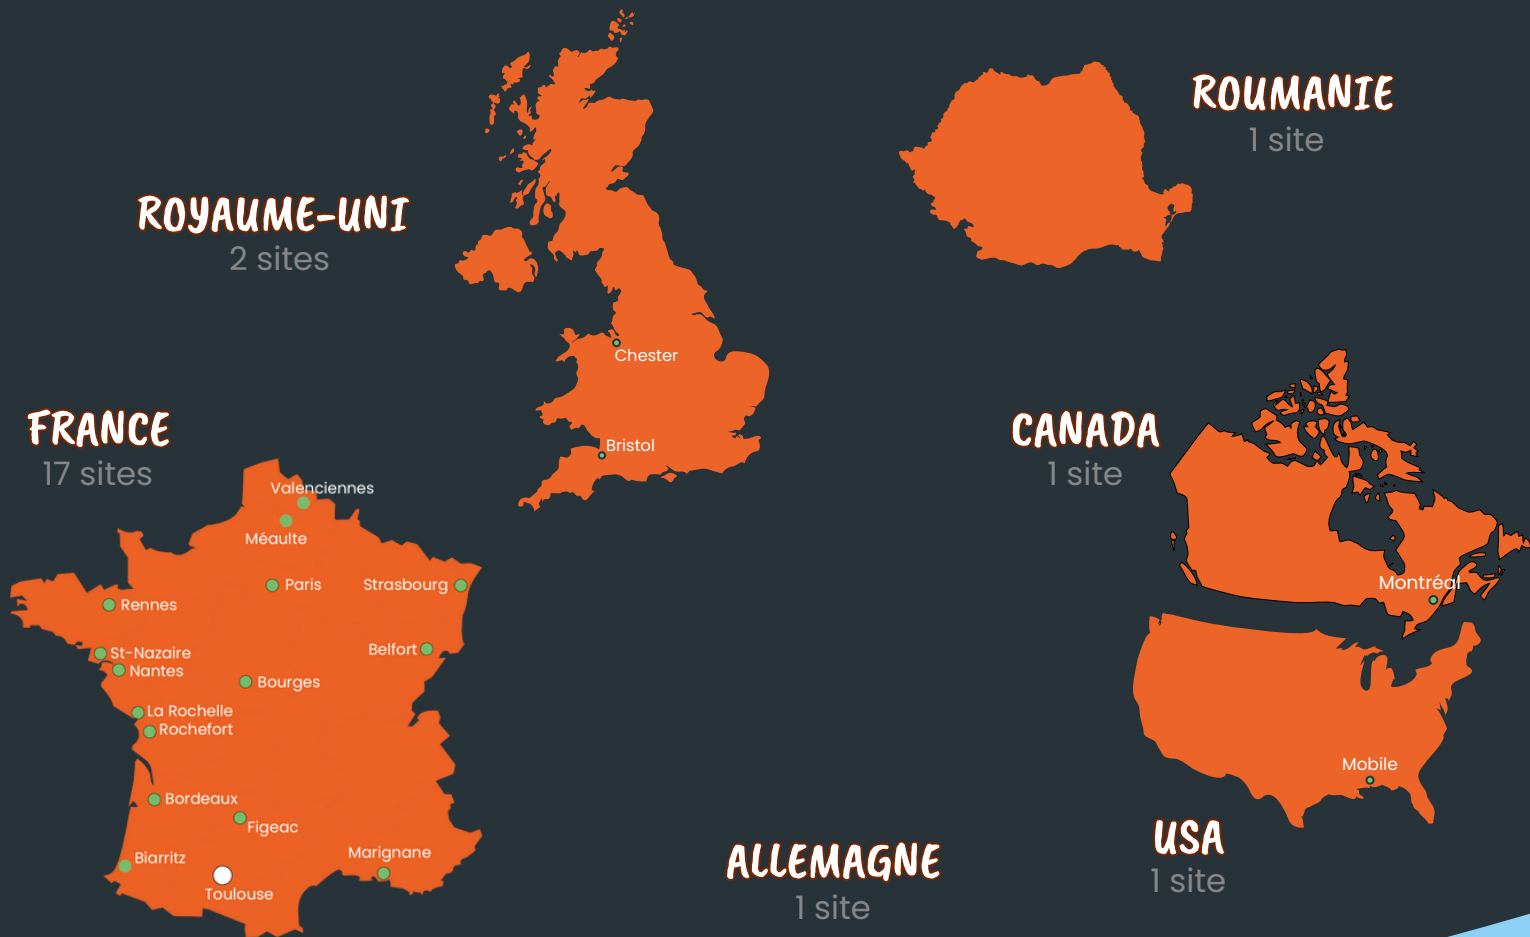 ROUMANIE
1 site
ROYAUME-UNI
2 sites
Chester
Bristol
FRANCE
17 sites
Valenciennes
Méaulte
Paris
Strasbourg
Rennes
St-Nazaire
Nantes
Belfort
Bourges
La Rochelle
Rochefort
Bordeaux
Figeac
Biarritz
Marignane
Toulouse
CANADA
1 site
Montréal
Mobile
USA
1 site
ALLEMAGNE
1 site